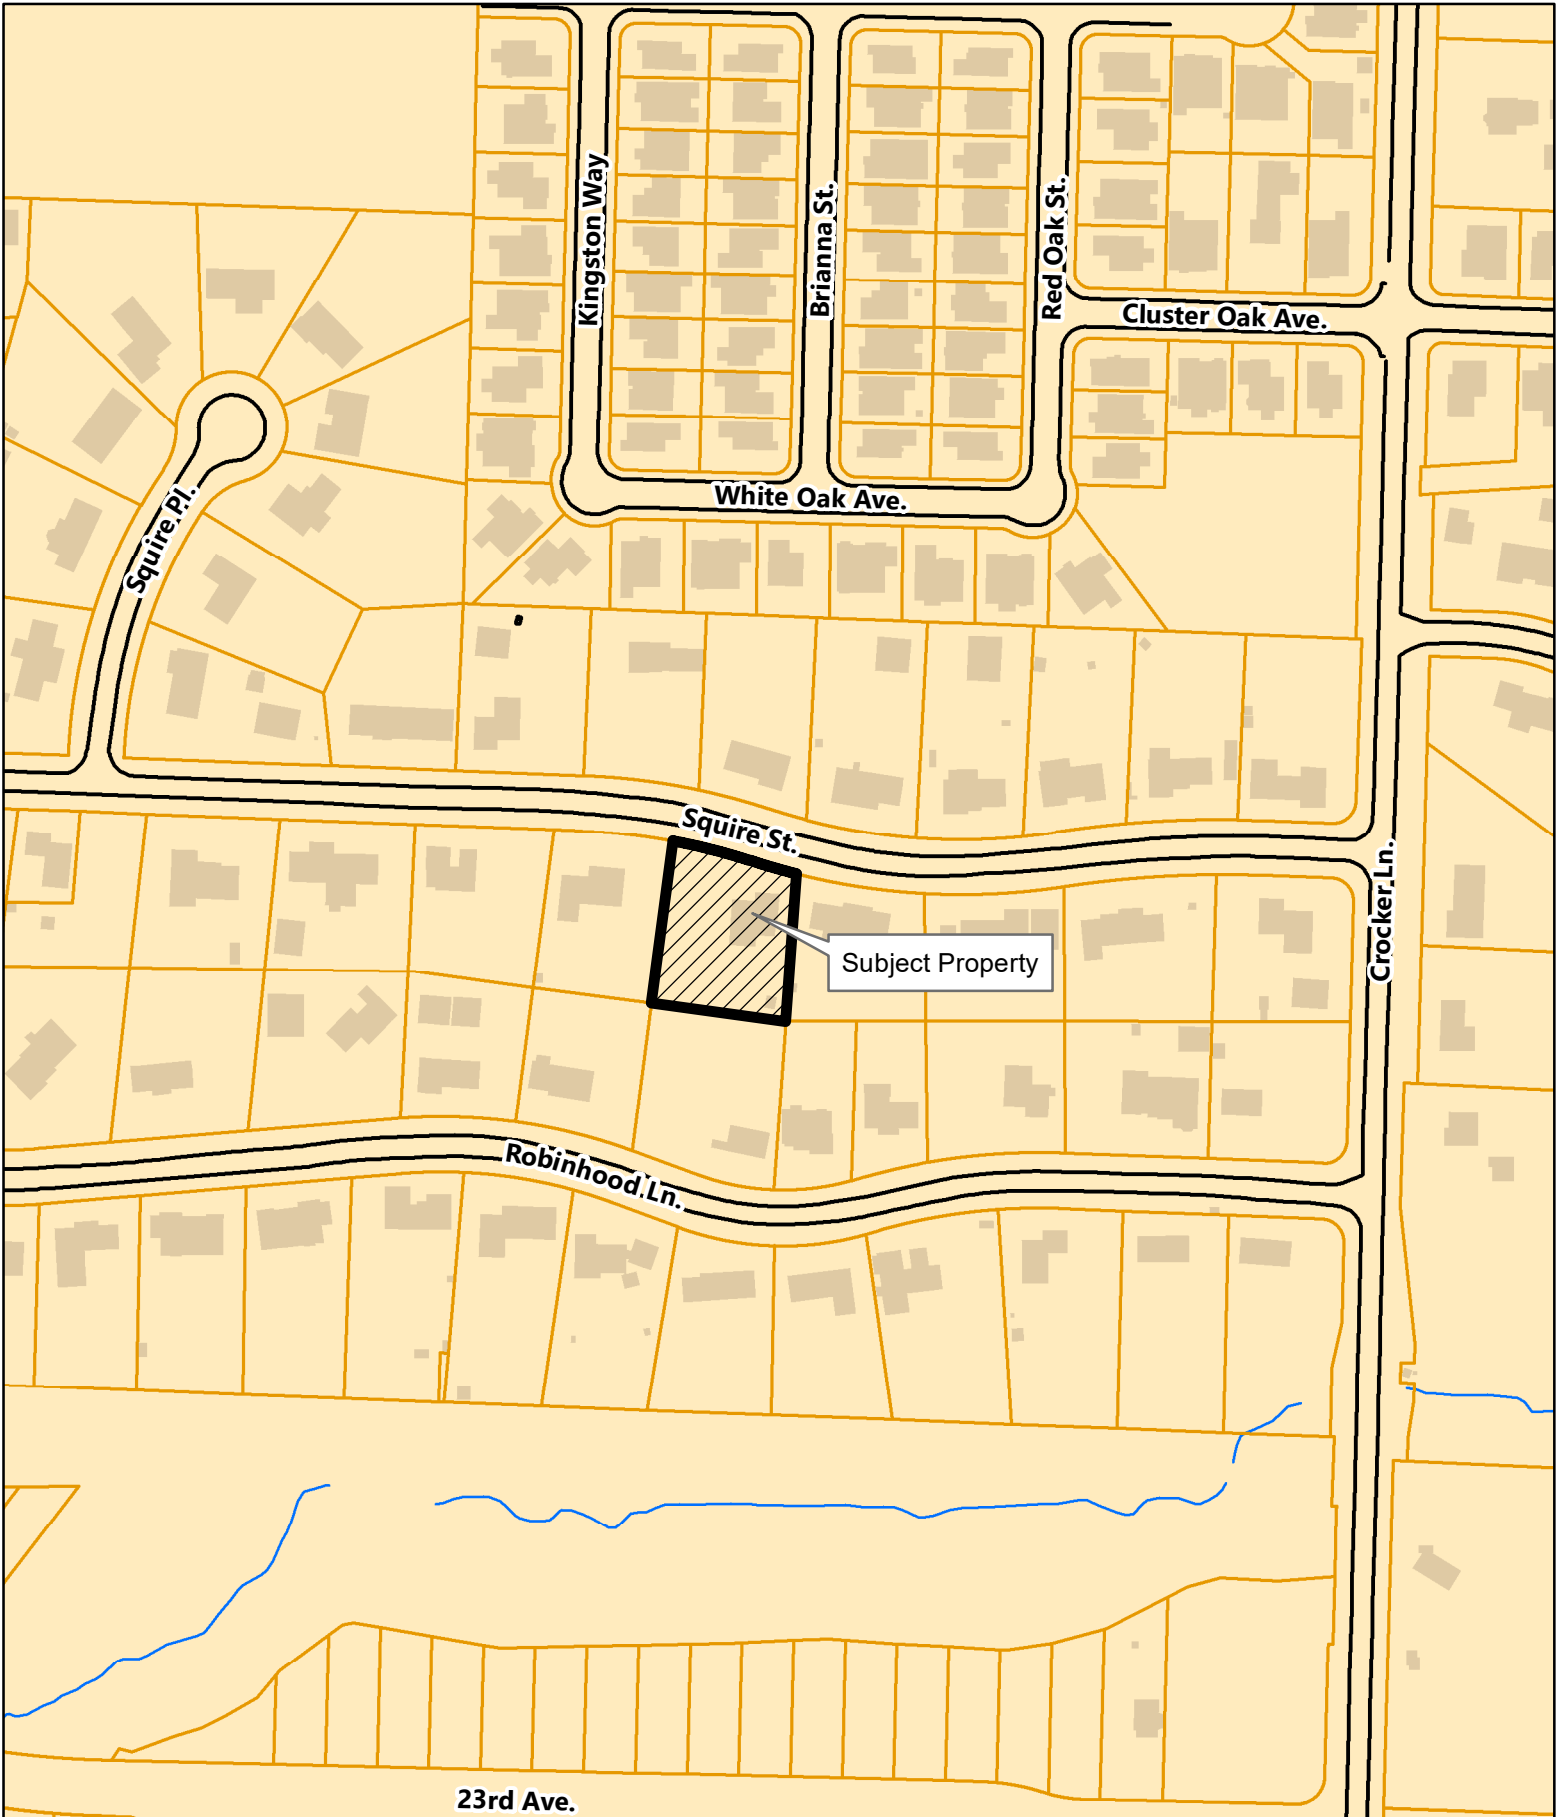 Kingston Way
Brianna St.
Red Oak St.
Cluster Oak Ave.
White Oak Ave.
Squire Pl.
Squire St.
Crocker Ln.
Subject Property
Robinhood Ln.
23rd Ave.